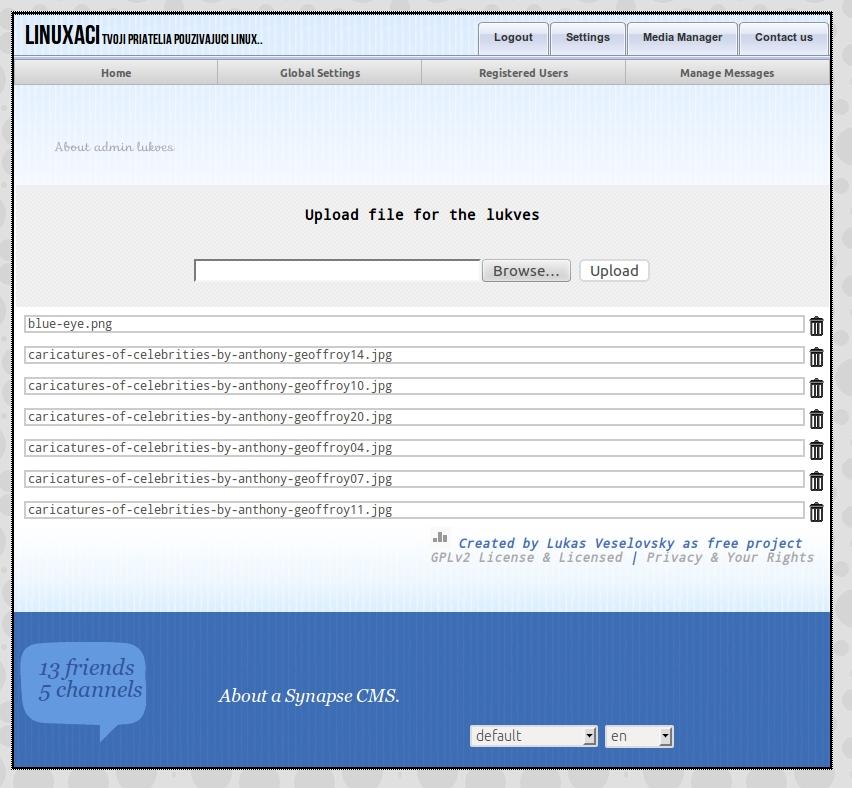 LINUXACI TVOJI PRIATELIA POUZIVAJUCI LINUX..
Logout Settings Media Manager Contact us
Home Global Settings Registered Users Manage Messages
About admin lukves
Upload file for the lukves
Browse... Upload
blue-eye.png
caricatures-of-celebrities-by-anthony-geoffroy14.jpg
caricatures-of-celebrities-by-anthony-geoffroy10.jpg
caricatures-of-celebrities-by-anthony-geoffroy20.jpg
caricatures-of-celebrities-by-anthony-geoffroy04.jpg
caricatures-of-celebrities-by-anthony-geoffroy07.jpg
caricatures-of-celebrities-by-anthony-geoffroy11.jpg
Created by Lukas Veselovsky as free project
GPLv2 License & Licensed | Privacy & Your Rights
13 friends
5 channels
About a Synapse CMS.
default en